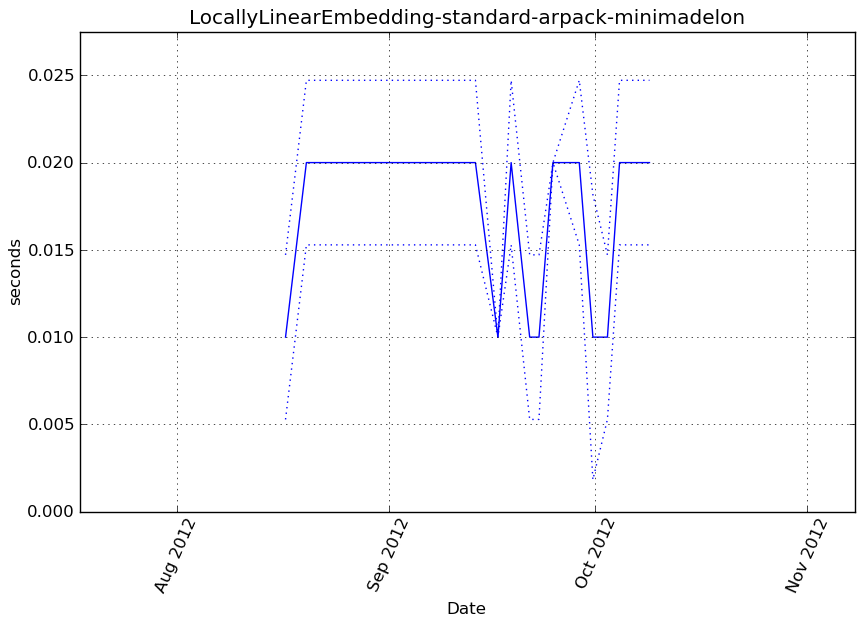 LocallyLinearEmbedding-standard-arpack-minimadelon
0.025
0.020
0.015
0.010
0.005
0.000
seconds
Aug 2012
Sep 2012
Oct 2012
Nov 2012
Date